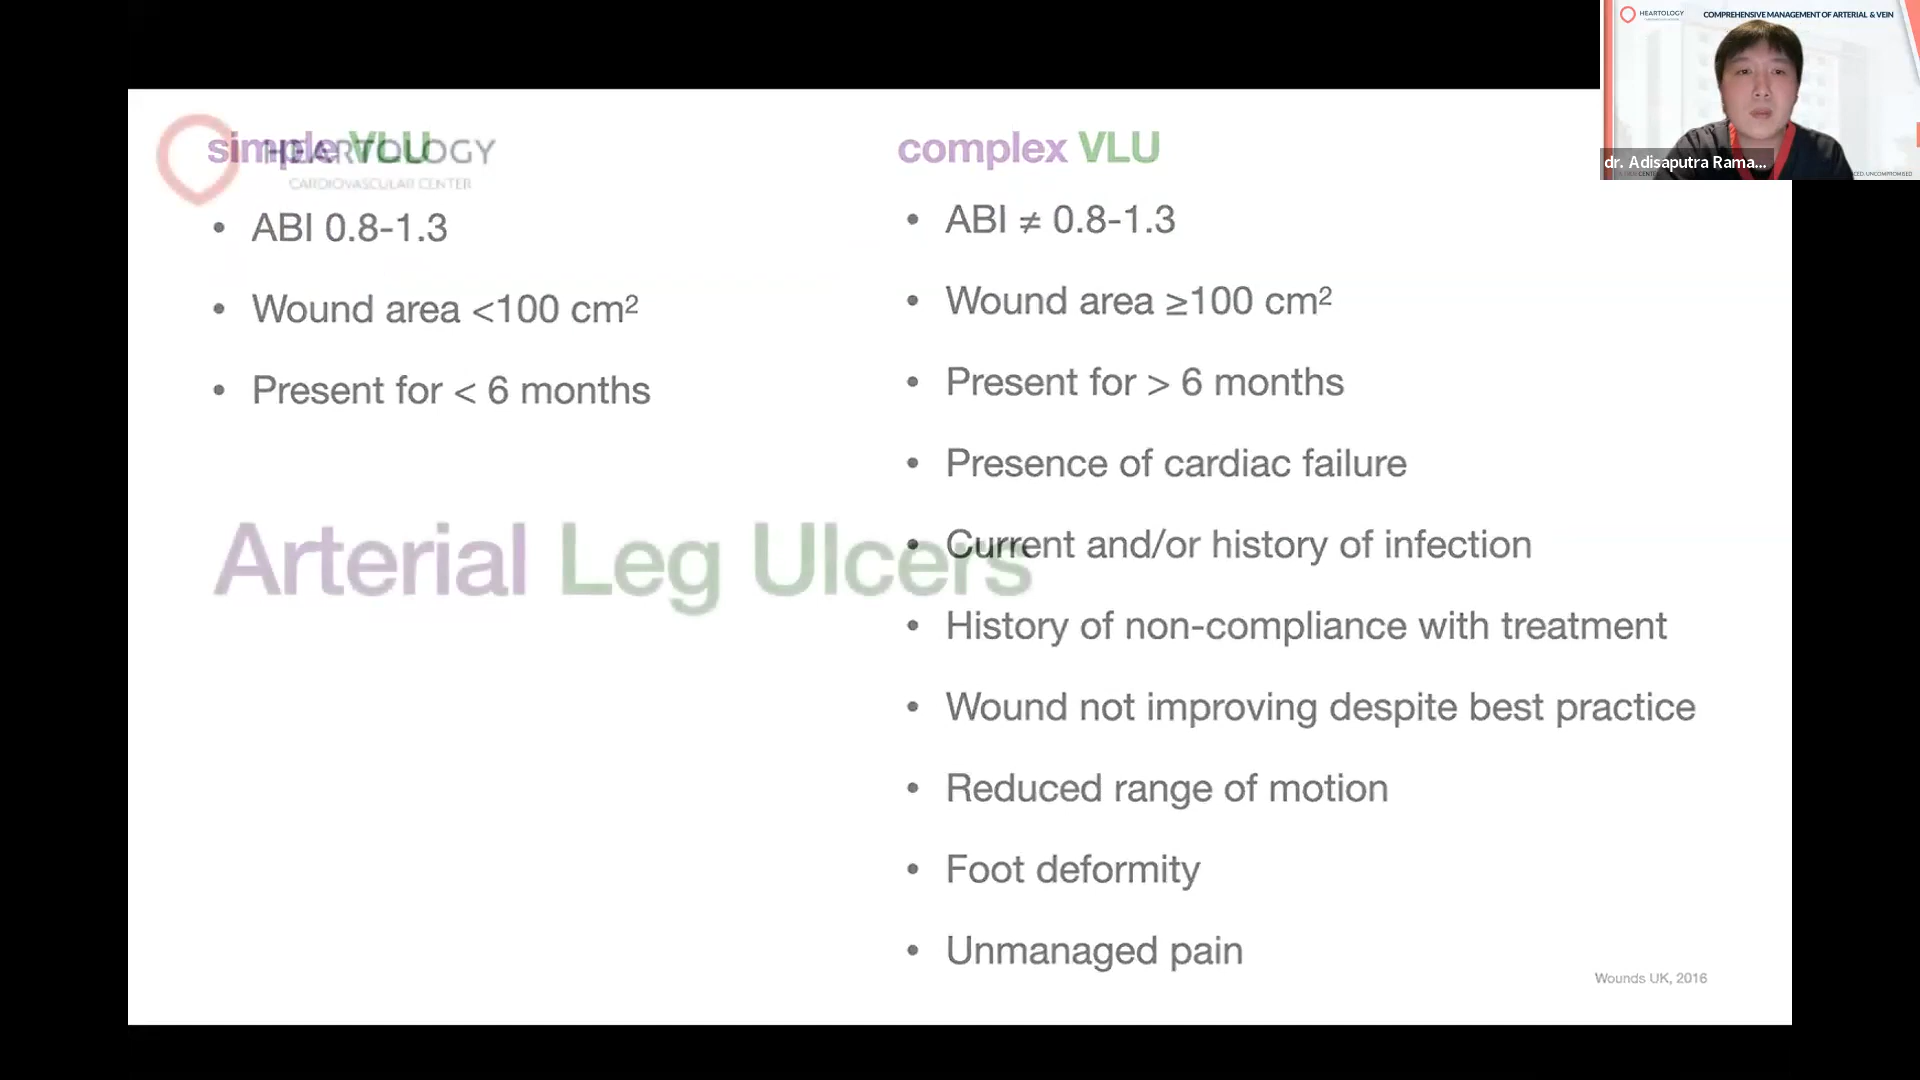 HEARTOLOGY
COMPREHENSIVE MANAGEMENT OF ARTERIAL & VEIN
dr. Adisaputra Rama...
HEARTOLOGY
CARDIOVASCULAR CENTER
simple VLU
• ABI 0.8-1.3
• Wound area <100 cm²
• Present for < 6 months
Arterial Leg Ulcers
complex VLU
• ABI ≠ 0.8-1.3
• Wound area ≥100 cm²
• Present for > 6 months
• Presence of cardiac failure
• Current and/or history of infection
• History of non-compliance with treatment
• Wound not improving despite best practice
• Reduced range of motion
• Foot deformity
• Unmanaged pain
Wounds UK, 2016